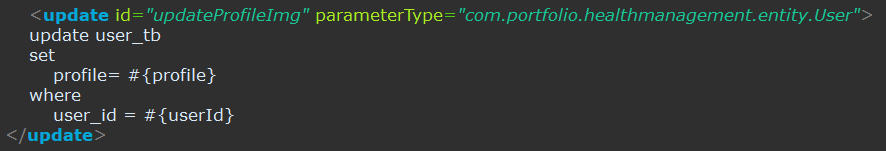 <update id="updateProfileImg" parameterType="com.portfolio.healthmanagement.entity.User">
update user_tb
set
profile= #{profile}
where
user_id = #{userId}
</update>